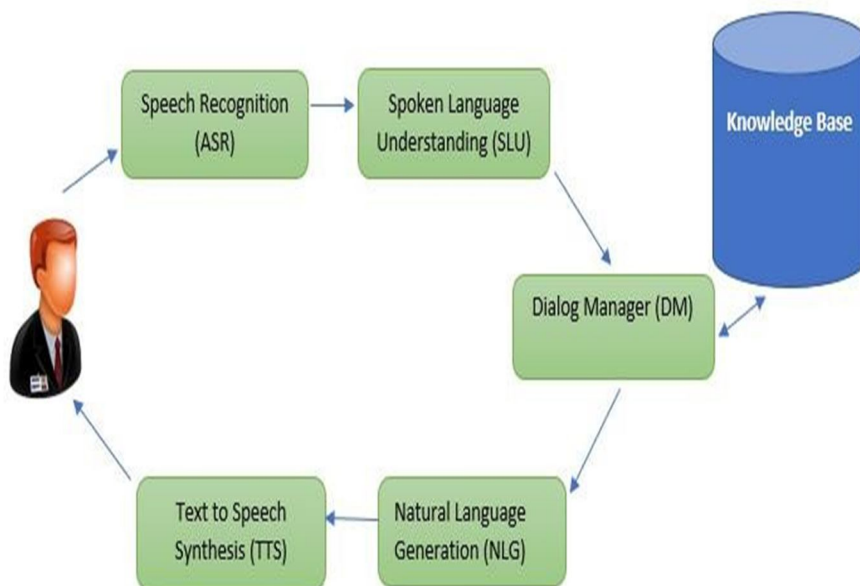 Speech Recognition
(ASR)
Spoken Language
Understanding (SLU)
Knowledge Base
Dialog Manager (DM)
Natural Language
Generation (NLG)
Text to Speech
Synthesis (TTS)